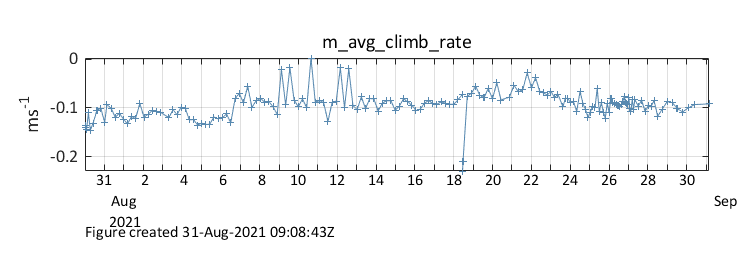 m_avg_climb_rate
0
-0.1
-0.2
ms-1
31 2 4 6 8 10 12 14 16 18 20 22 24 26 28 30
Aug Sep
2021
Figure created 31-Aug-2021 09:08:43Z